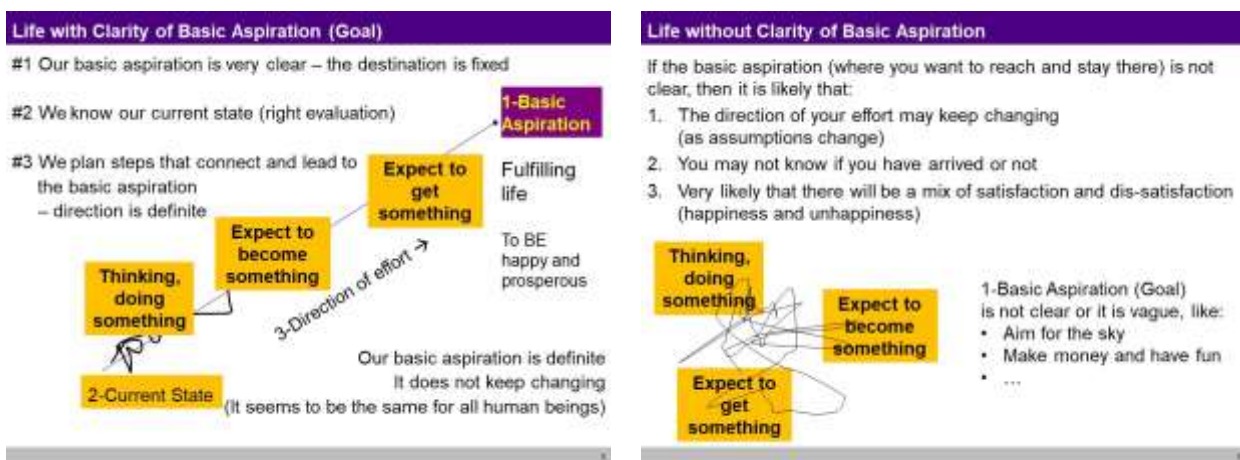 Life with Clarity of Basic Aspiration (Goal)
#1 Our basic aspiration is very clear – the destination is fixed
#2 We know our current state (right evaluation)
#3 We plan steps that connect and lead to
the basic aspiration
– direction is definite
1-Basic
Aspiration
Expect to
get
something
Fulfilling
life
To BE
happy and
prosperous
Expect to
become
something
Thinking,
doing
something
3-Direction of effort →
2-Current State
Our basic aspiration is definite
It does not keep changing
(It seems to be the same for all human beings)
Life without Clarity of Basic Aspiration
If the basic aspiration (where you want to reach and stay there) is not
clear, then it is likely that:
1. The direction of your effort may keep changing
(as assumptions change)
2. You may not know if you have arrived or not
3. Very likely that there will be a mix of satisfaction and dis-satisfaction
(happiness and unhappiness)
Thinking,
doing
something
Expect to
become
something
Expect to
get
something
1-Basic Aspiration (Goal)
is not clear or it is vague, like:
• Aim for the sky
• Make money and have fun
• …